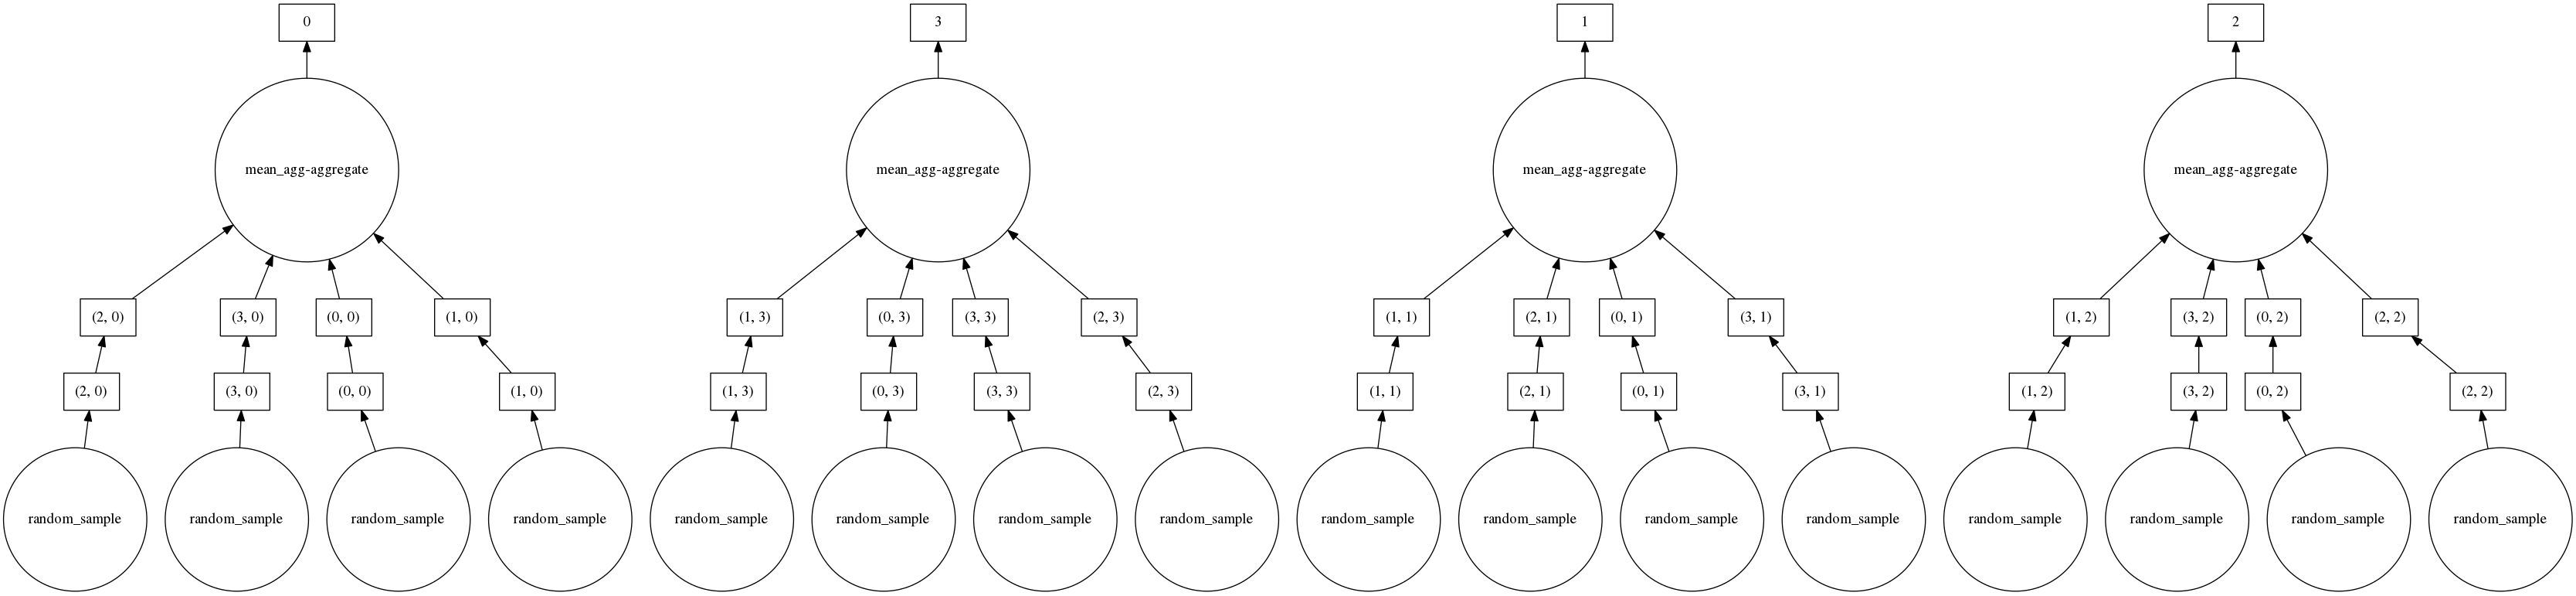 0 3 1 2
mean_agg-aggregate mean_agg-aggregate mean_agg-aggregate mean_agg-aggregate
(2, 0) (3, 0) (0, 0) (1, 0) (1, 3) (0, 3) (3, 3) (2, 3) (1, 1) (2, 1) (0, 1) (3, 1) (1, 2) (3, 2) (0, 2) (2, 2)
(2, 0) (3, 0) (0, 0) (1, 0) (1, 3) (0, 3) (3, 3) (2, 3) (1, 1) (2, 1) (0, 1) (3, 1) (1, 2) (3, 2) (0, 2) (2, 2)
random_sample random_sample random_sample random_sample random_sample random_sample random_sample random_sample random_sample random_sample random_sample random_sample random_sample random_sample random_sample random_sample